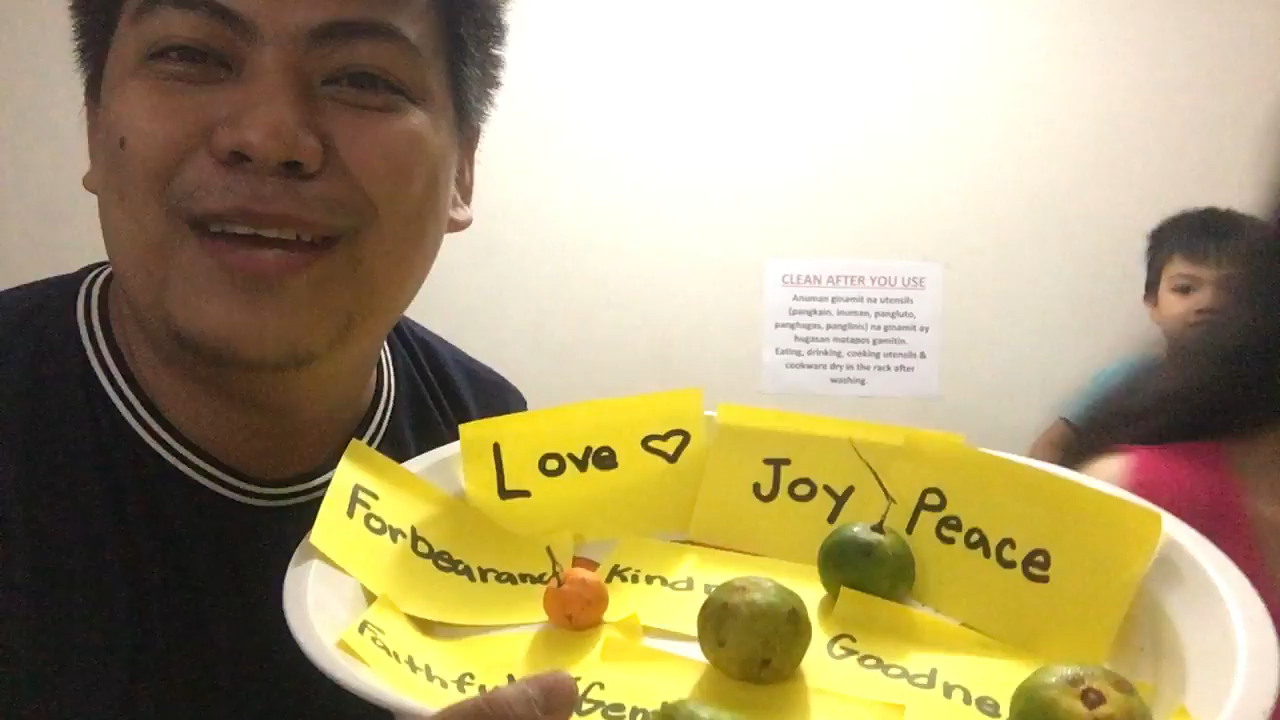 CLEAN AFTER YOU USE
Anuman ginamit na utensils
(pangkain, inuman, pangluto,
panghugas, panglinis) na ginamit ay
hugasan matapos gamitin.
Eating, drinking, cooking utensils &
cookware dry in the rack after
washing.
Love ♡
Joy
Peace
Forbearanc
Kind
Goodne
Faithfu
Gen